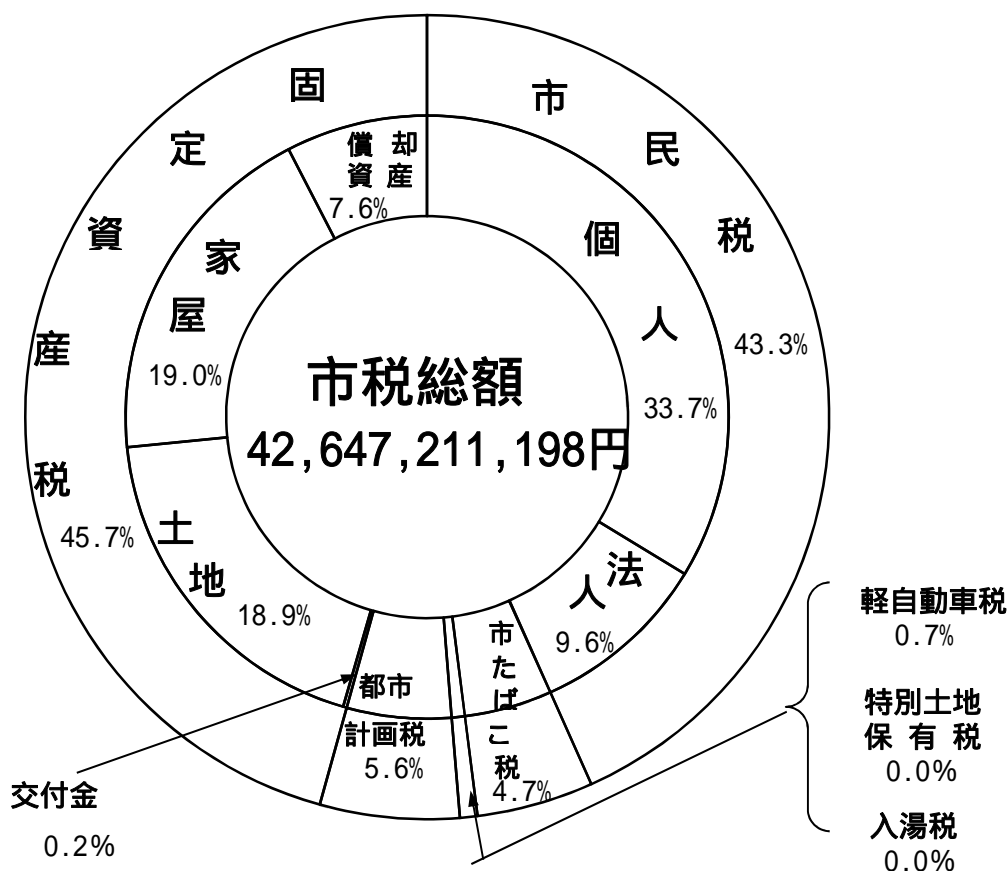 市税総額
42,647,211,198円
市民税
43.3%
個人
33.7%
法人
9.6%
市たばこ税
4.7%
軽自動車税
0.7%
特別土地
保有税
0.0%
入湯税
0.0%
都市
計画税
5.6%
交付金
0.2%
固定資産税
45.7%
土地
18.9%
家屋
19.0%
償却
資産
7.6%